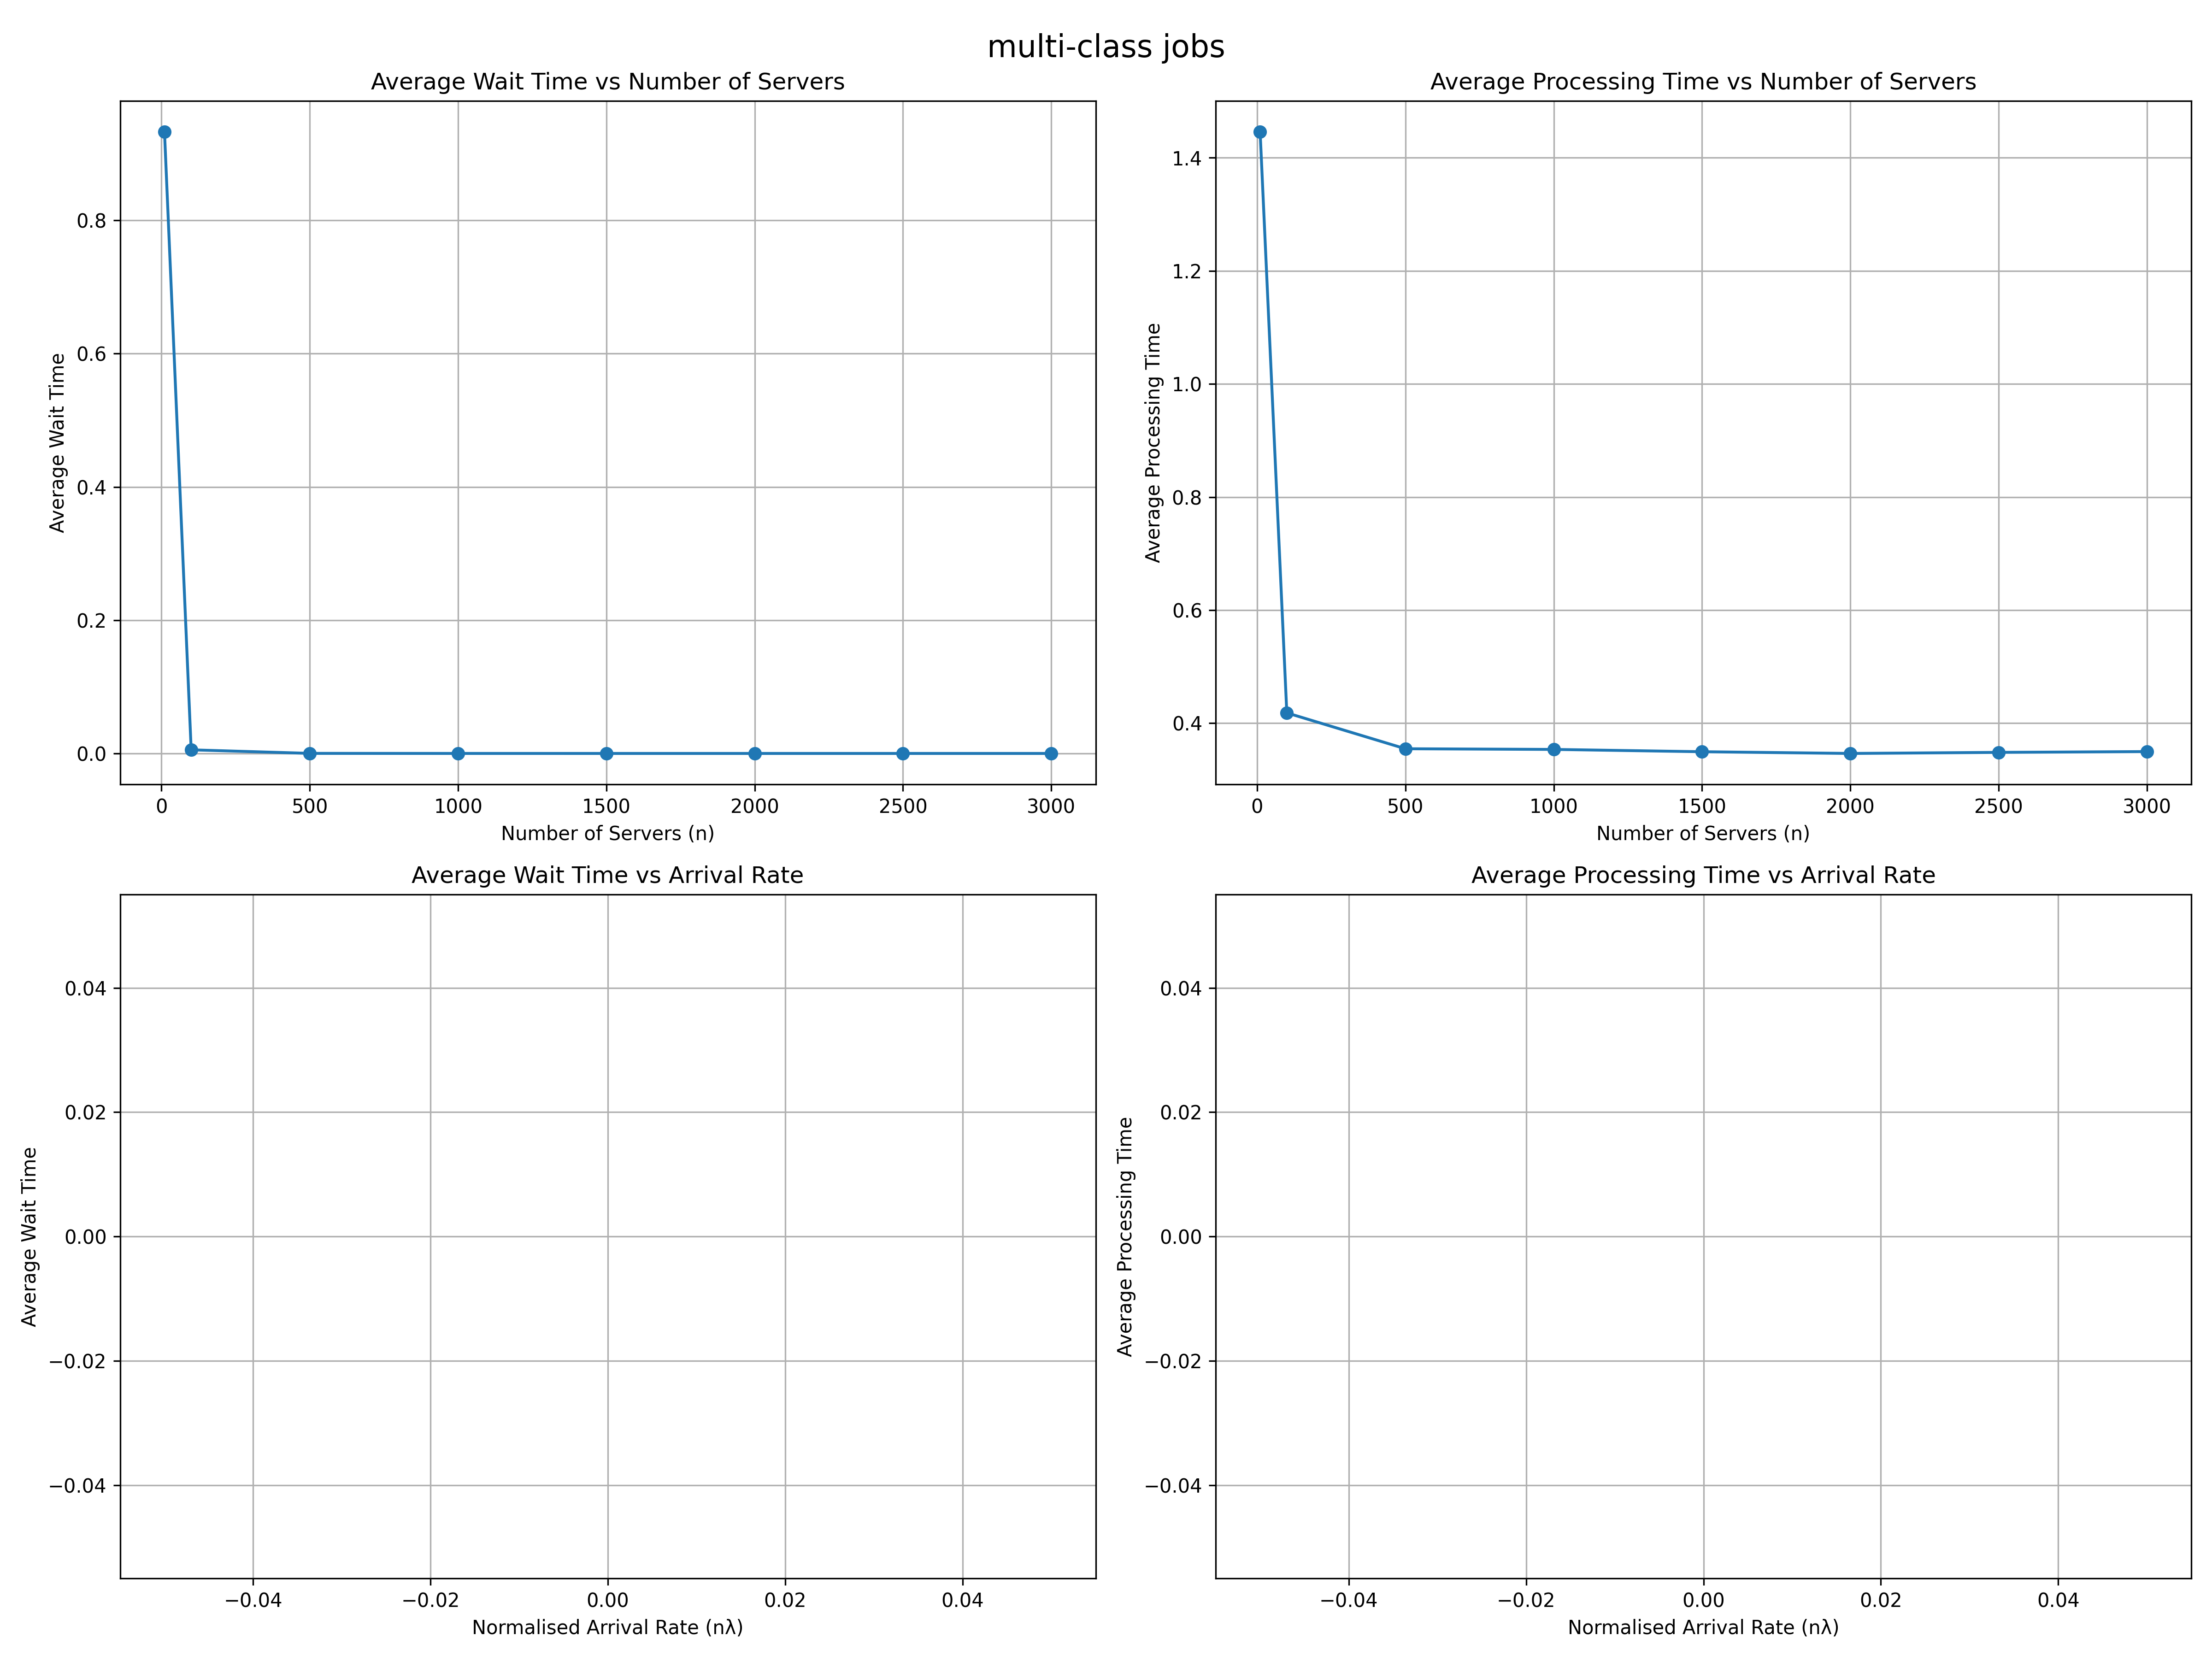 multi-class jobs
Average Wait Time vs Number of Servers
Average Wait Time
0.8
0.6
0.4
0.2
0.0
0 500 1000 1500 2000 2500 3000
Number of Servers (n)
Average Processing Time vs Number of Servers
Average Processing Time
1.4
1.2
1.0
0.8
0.6
0.4
0 500 1000 1500 2000 2500 3000
Number of Servers (n)
Average Wait Time vs Arrival Rate
Average Wait Time
0.04
0.02
0.00
−0.02
−0.04
−0.04 −0.02 0.00 0.02 0.04
Normalised Arrival Rate (nλ)
Average Processing Time vs Arrival Rate
Average Processing Time
0.04
0.02
0.00
−0.02
−0.04
−0.04 −0.02 0.00 0.02 0.04
Normalised Arrival Rate (nλ)